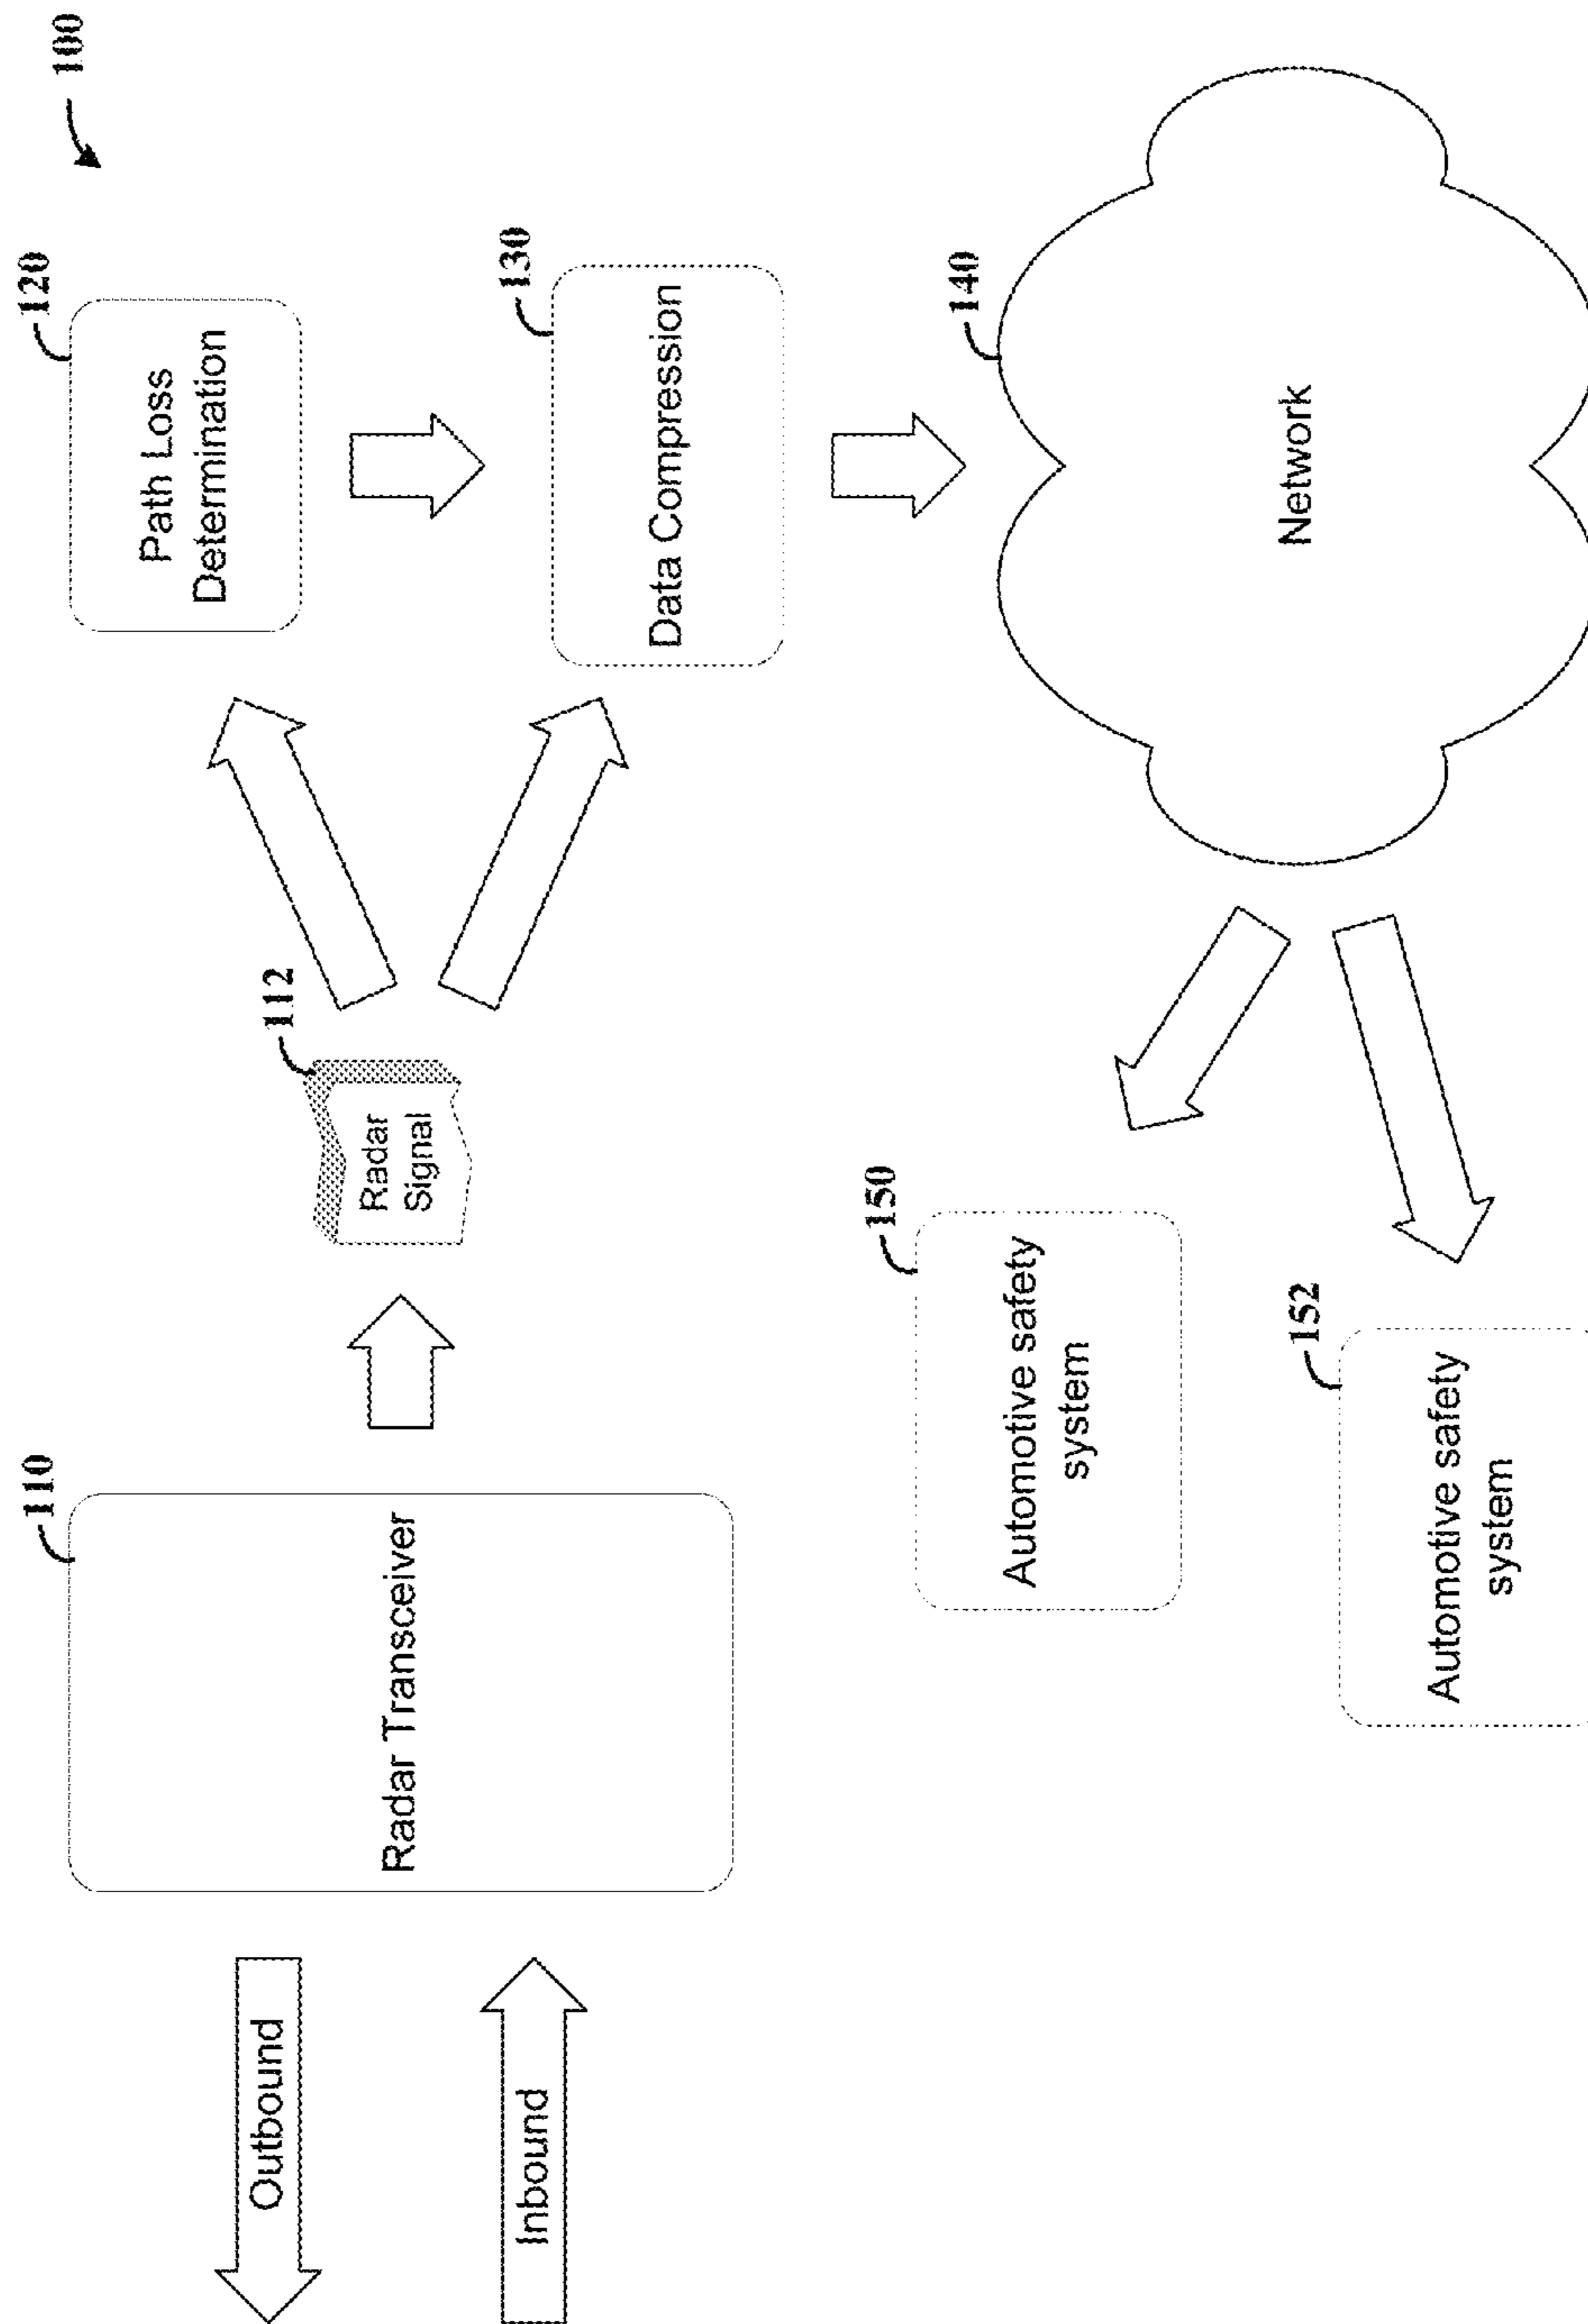 100
110
Radar Transceiver
Outbound
Inbound
112
Radar
Signal
120
Path Loss
Determination
130
Data Compression
140
Network
150
Automotive safety
system
152
Automotive safety
system